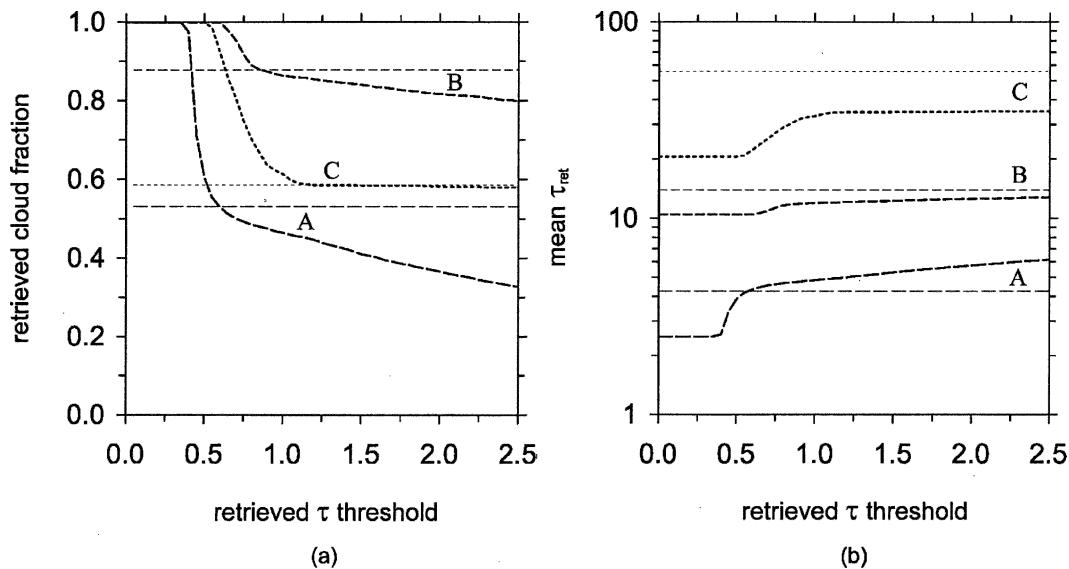 retrieved cloud fraction
1.0
0.8
0.6
0.4
0.2
0.0
B
C
A
0.0 0.5 1.0 1.5 2.0 2.5
retrieved τ threshold
(a)
mean τret
100
10
1
C
B
A
0.0 0.5 1.0 1.5 2.0 2.5
retrieved τ threshold
(b)